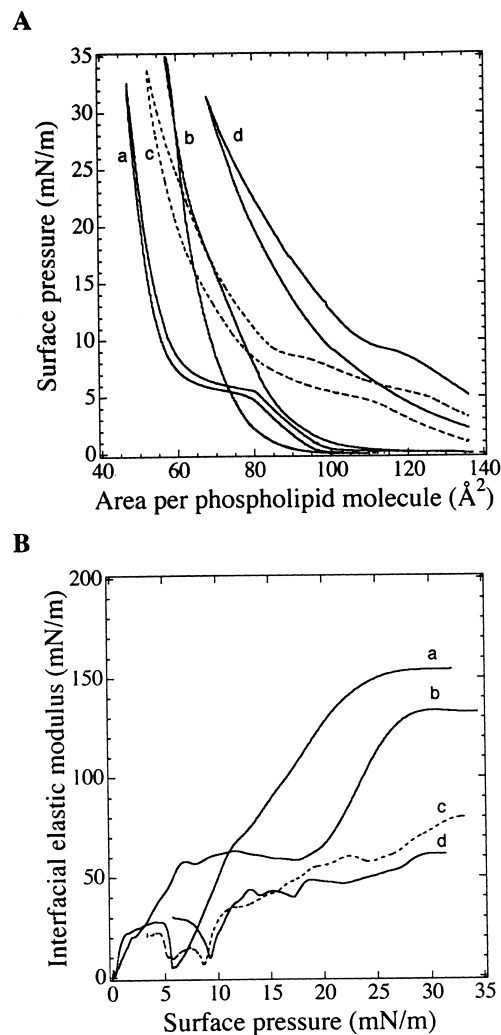 A
35
30
25
20
15
10
5
0
a
c
b
d
40
60
80
100
120
140
Surface pressure (mN/m)
Area per phospholipid molecule (Å²)
B
200
150
100
50
0
a
b
c
d
0
5
10
15
20
25
30
35
Interfacial elastic modulus (mN/m)
Surface pressure (mN/m)